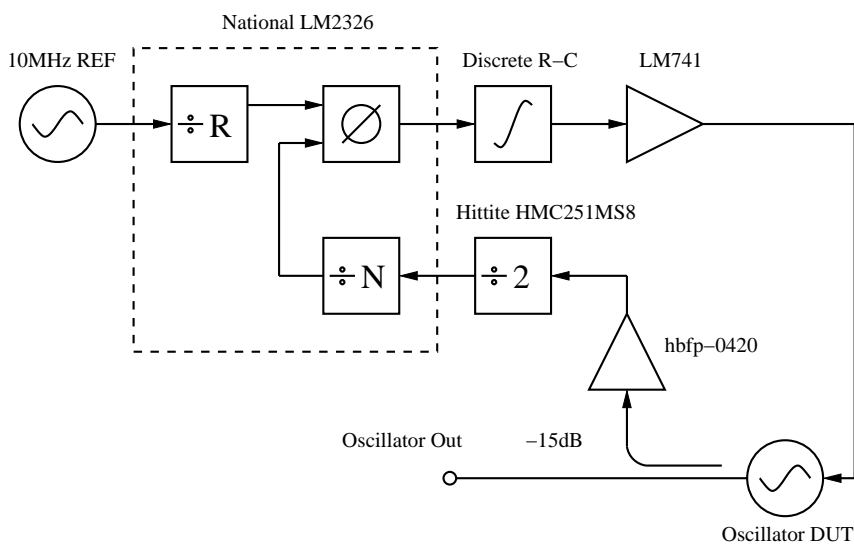 National LM2326
10MHz REF
Discrete R−C
LM741
÷ R
∅
∫
Hittite HMC251MS8
÷ N
÷ 2
hbfp−0420
Oscillator Out
−15dB
Oscillator DUT